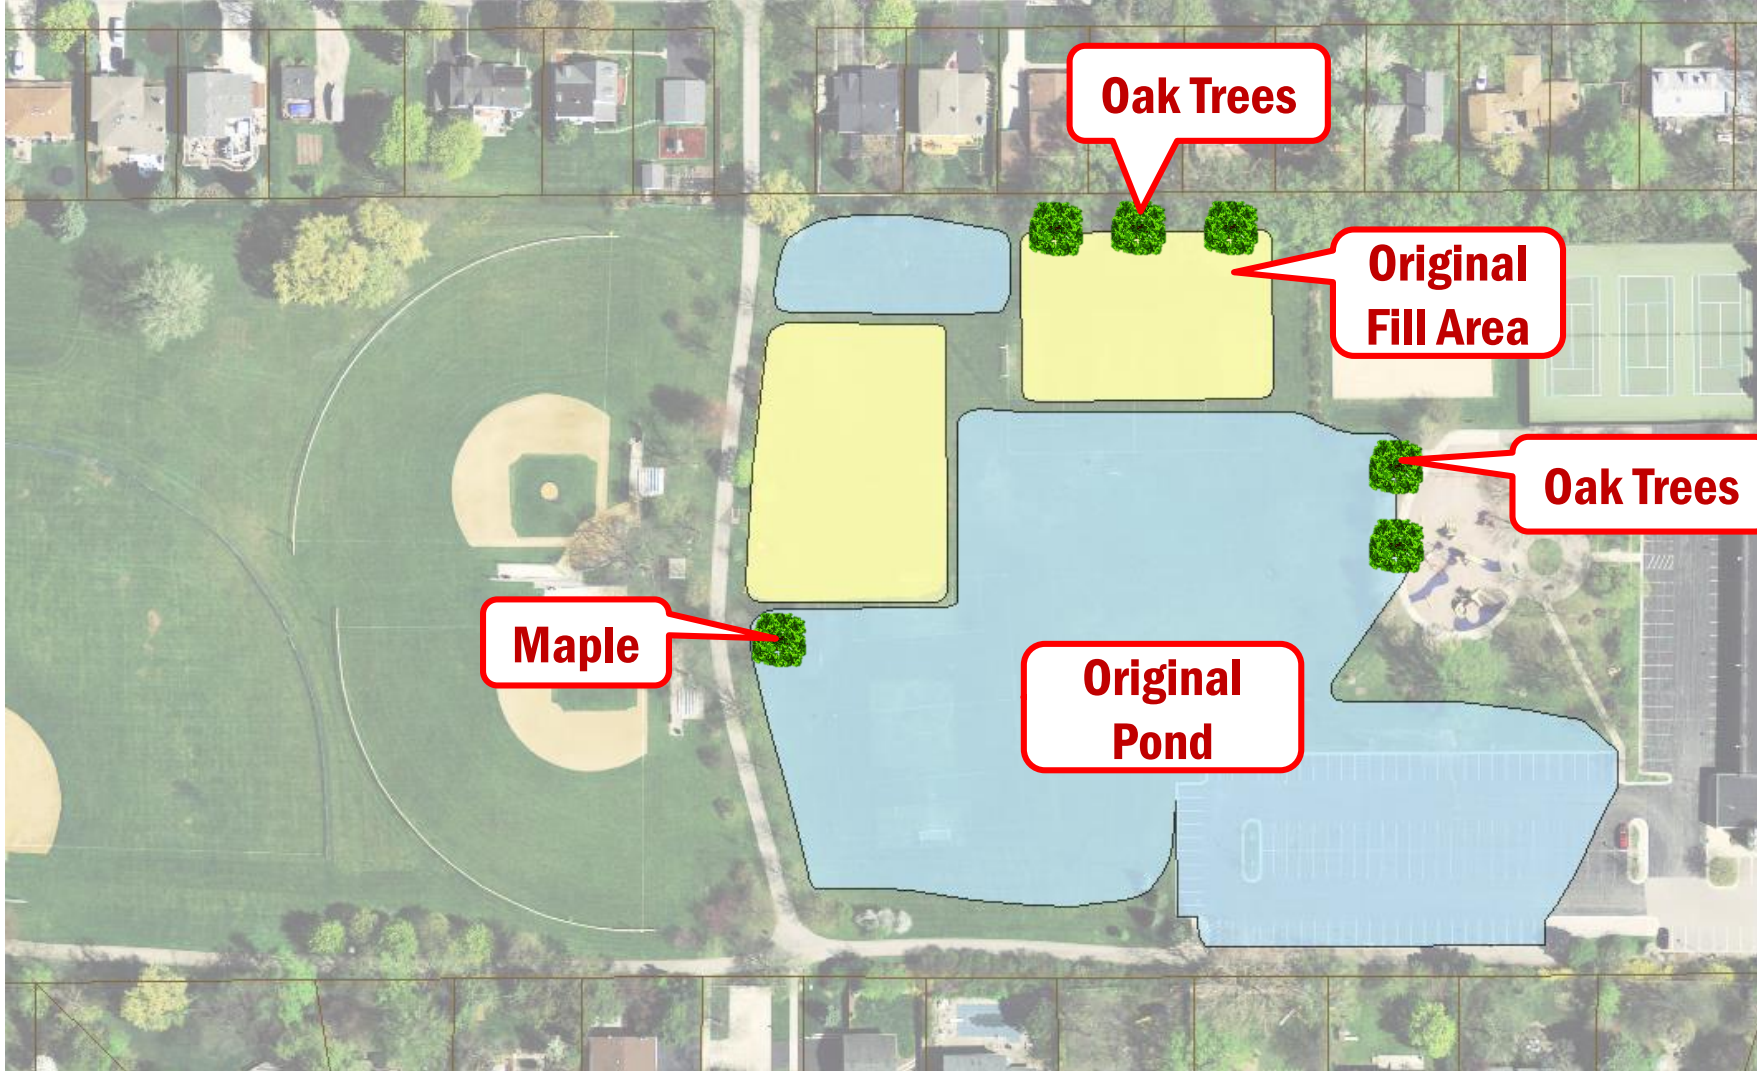 Oak Trees
Original
Fill Area
Oak Trees
Maple
Original
Pond